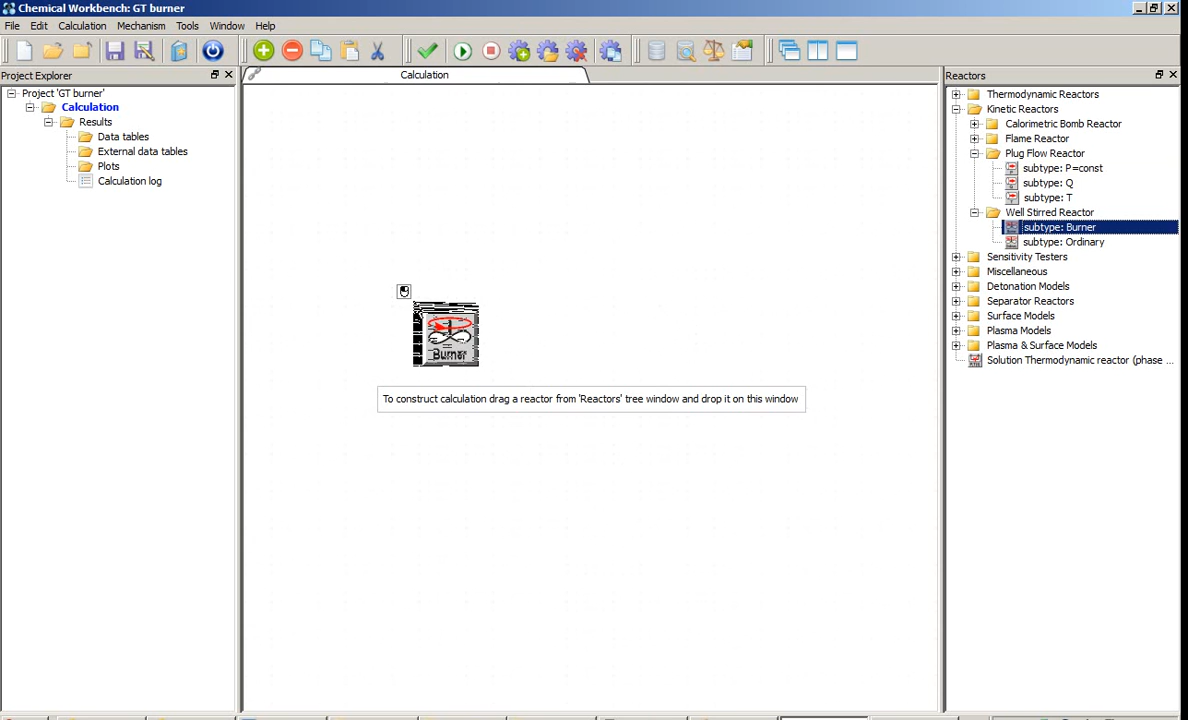 Chemical Workbench: GT burner
File Edit Calculation Mechanism Tools Window Help
Project Explorer
Project 'GT burner'
Calculation
Results
Data tables
External data tables
Plots
Calculation log
Calculation
Burner
To construct calculation drag a reactor from 'Reactors' tree window and drop it on this window
Reactors
Thermodynamic Reactors
Kinetic Reactors
Calorimetric Bomb Reactor
Flame Reactor
Plug Flow Reactor
subtype: P=const
subtype: Q
subtype: T
Well Stirred Reactor
subtype: Burner
subtype: Ordinary
Sensitivity Testers
Miscellaneous
Detonation Models
Separator Reactors
Surface Models
Plasma Models
Plasma & Surface Models
Solution Thermodynamic reactor (phase ...